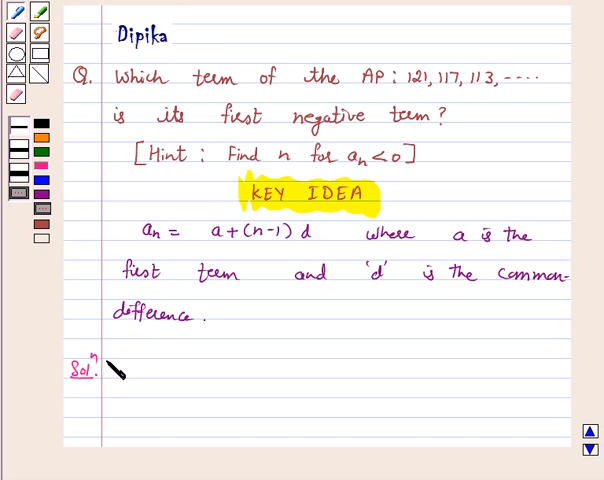 Dipika
Q. Which term of the AP : 121, 117, 113, ----
is its first negative term?
[Hint : Find n for an < 0]
KEY IDEA
an = a + (n-1) d where a is the
first term and 'd' is the common-
difference.
Solⁿ.